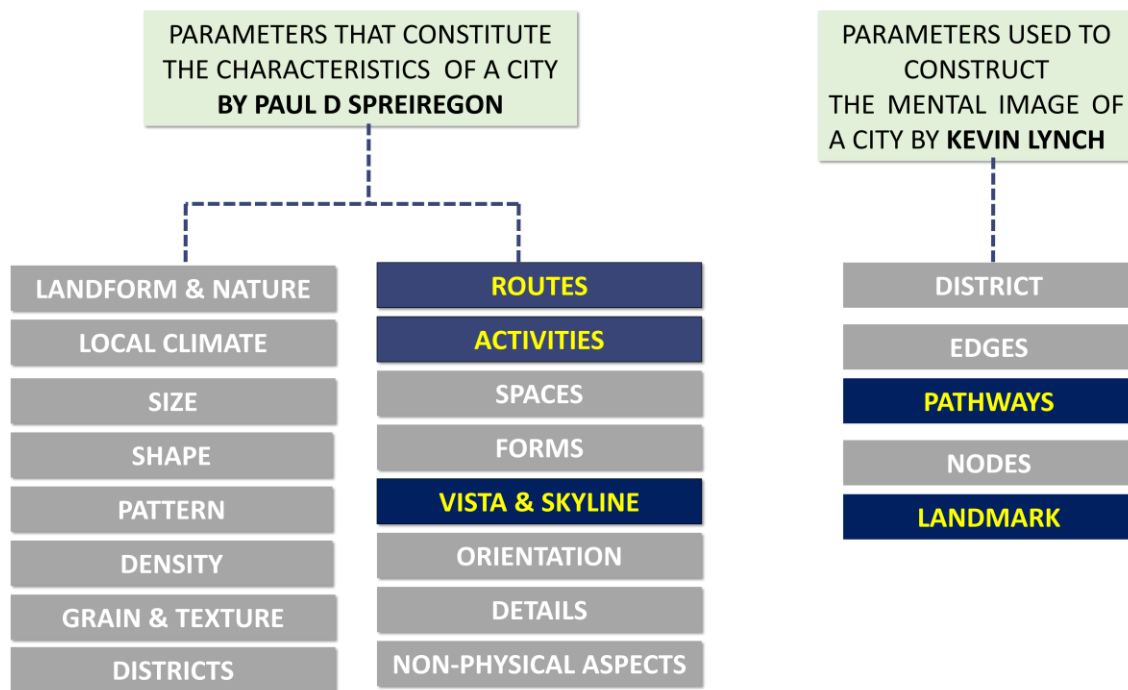 PARAMETERS THAT CONSTITUTE
THE CHARACTERISTICS OF A CITY
BY PAUL D SPREIREGON
LANDFORM & NATURE
LOCAL CLIMATE
SIZE
SHAPE
PATTERN
DENSITY
GRAIN & TEXTURE
DISTRICTS
ROUTES
ACTIVITIES
SPACES
FORMS
VISTA & SKYLINE
ORIENTATION
DETAILS
NON-PHYSICAL ASPECTS
PARAMETERS USED TO
CONSTRUCT
THE MENTAL IMAGE OF
A CITY BY KEVIN LYNCH
DISTRICT
EDGES
PATHWAYS
NODES
LANDMARK